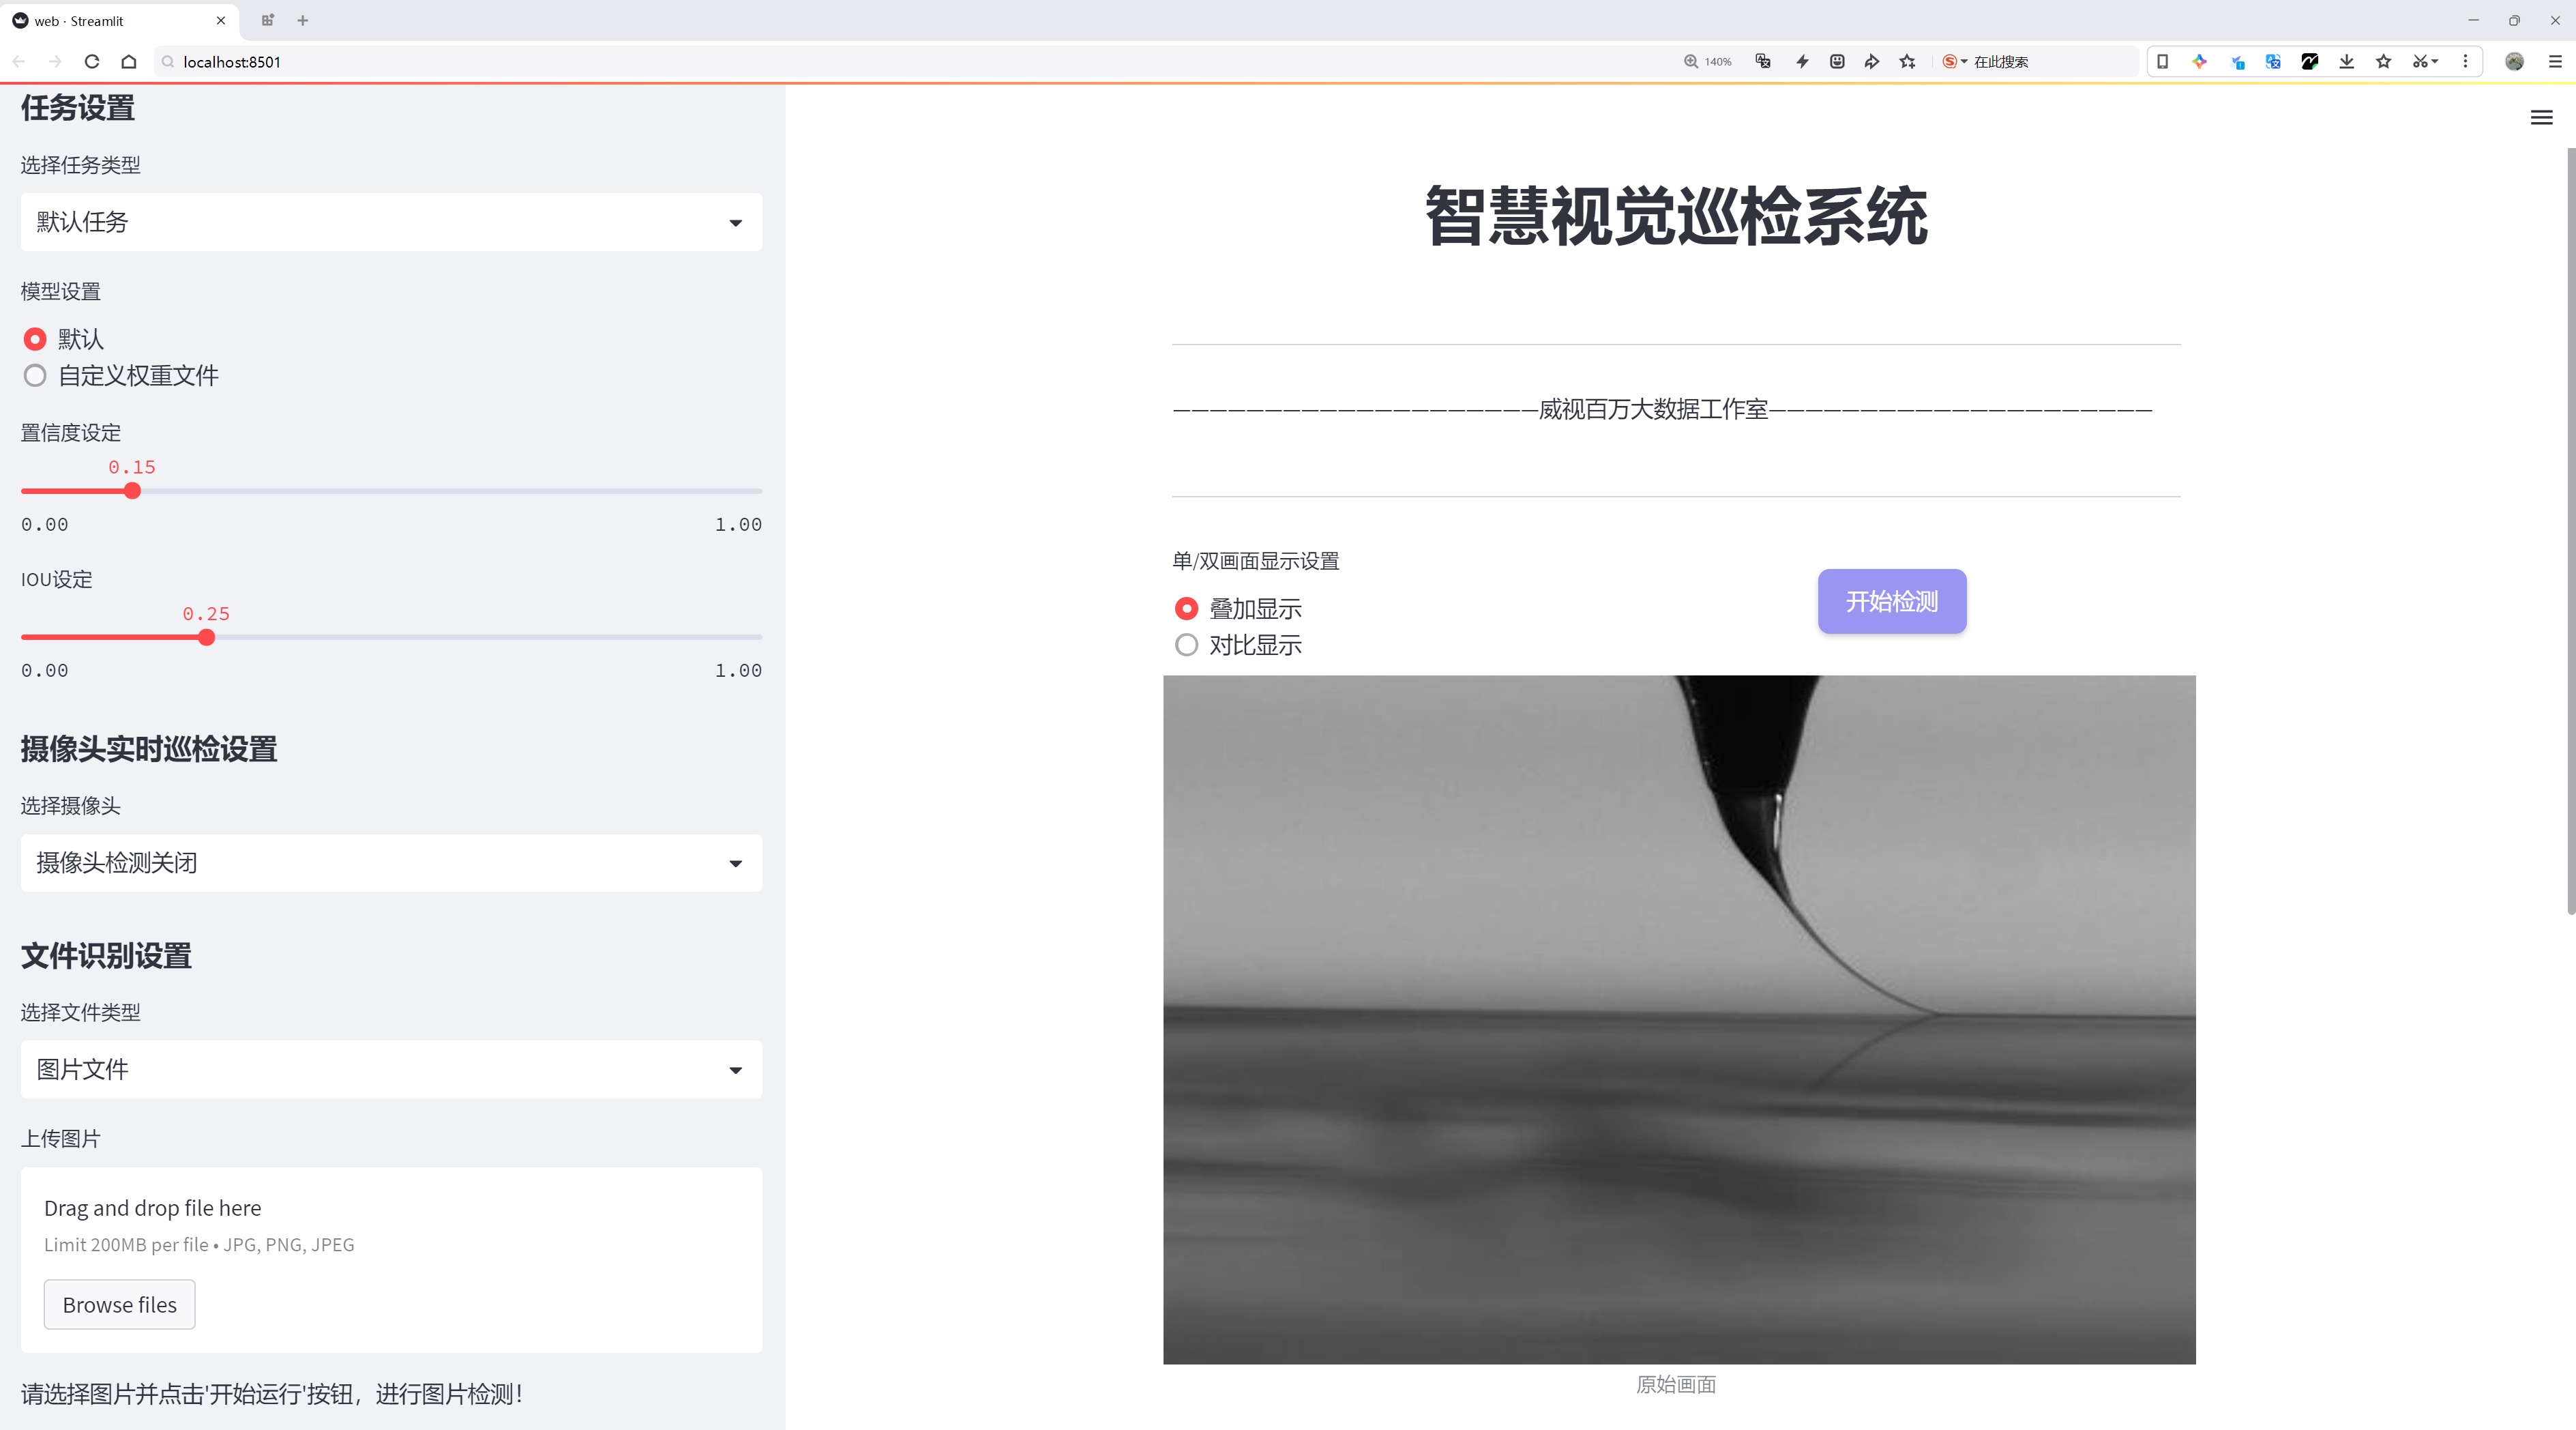 web · Streamlit
localhost:8501
140%
在此搜索
任务设置
选择任务类型
默认任务
模型设置
默认
自定义权重文件
置信度设定
0.15
0.00
1.00
IOU设定
0.25
0.00
1.00
摄像头实时巡检设置
选择摄像头
摄像头检测关闭
文件识别设置
选择文件类型
图片文件
上传图片
Drag and drop file here
Limit 200MB per file • JPG, PNG, JPEG
Browse files
请选择图片并点击'开始运行'按钮，进行图片检测！
智慧视觉巡检系统
————————————————————威视百万大数据工作室—————————————————————
单/双画面显示设置
叠加显示
对比显示
开始检测
原始画面